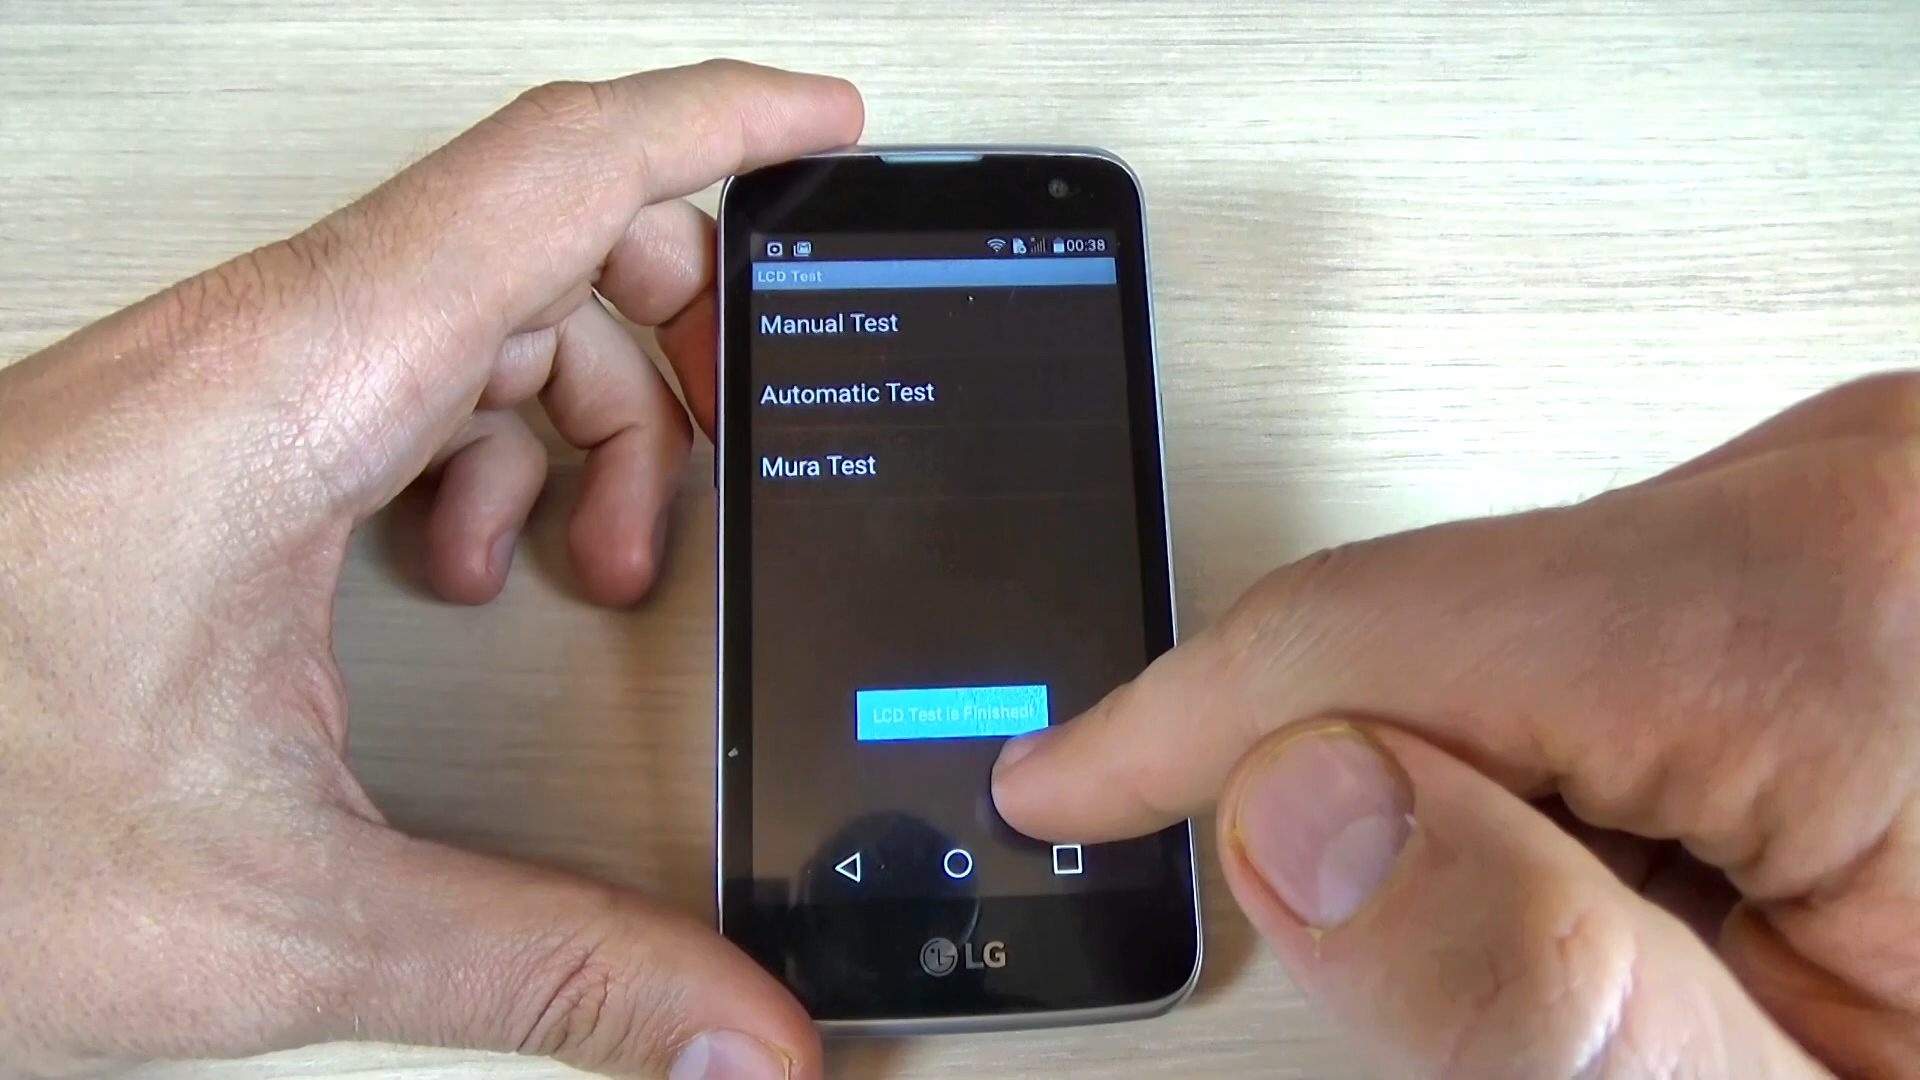 00:38
LCD Test
Manual Test
Automatic Test
Mura Test
LCD Test is Finished!
LG